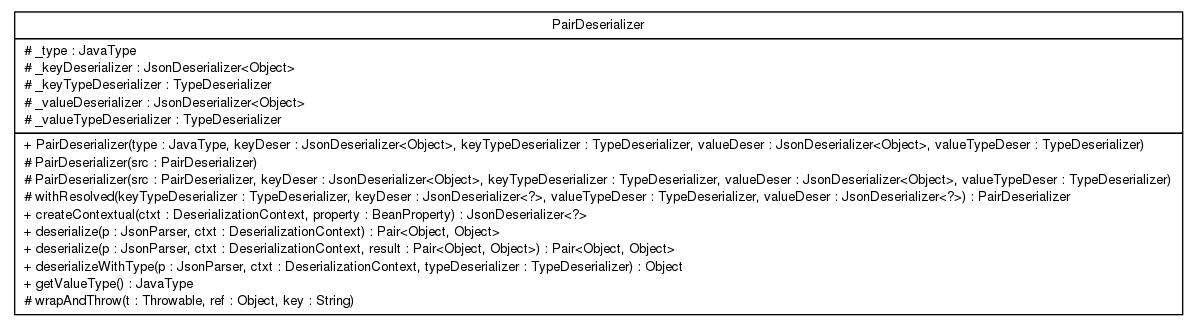 PairDeserializer
# _type : JavaType
# _keyDeserializer : JsonDeserializer<Object>
# _keyTypeDeserializer : TypeDeserializer
# _valueDeserializer : JsonDeserializer<Object>
# _valueTypeDeserializer : TypeDeserializer
+ PairDeserializer(type : JavaType, keyDeser : JsonDeserializer<Object>, keyTypeDeserializer : TypeDeserializer, valueDeser : JsonDeserializer<Object>, valueTypeDeser : TypeDeserializer)
# PairDeserializer(src : PairDeserializer)
# PairDeserializer(src : PairDeserializer, keyDeser : JsonDeserializer<Object>, keyTypeDeserializer : TypeDeserializer, valueDeser : JsonDeserializer<Object>, valueTypeDeser : TypeDeserializer)
# withResolved(keyTypeDeserializer : TypeDeserializer, keyDeser : JsonDeserializer<?>, valueTypeDeser : TypeDeserializer, valueDeser : JsonDeserializer<?>) : PairDeserializer
+ createContextual(ctxt : DeserializationContext, property : BeanProperty) : JsonDeserializer<?>
+ deserialize(p : JsonParser, ctxt : DeserializationContext) : Pair<Object, Object>
+ deserialize(p : JsonParser, ctxt : DeserializationContext, result : Pair<Object, Object>) : Pair<Object, Object>
+ deserializeWithType(p : JsonParser, ctxt : DeserializationContext, typeDeserializer : TypeDeserializer) : Object
+ getValueType() : JavaType
# wrapAndThrow(t : Throwable, ref : Object, key : String)